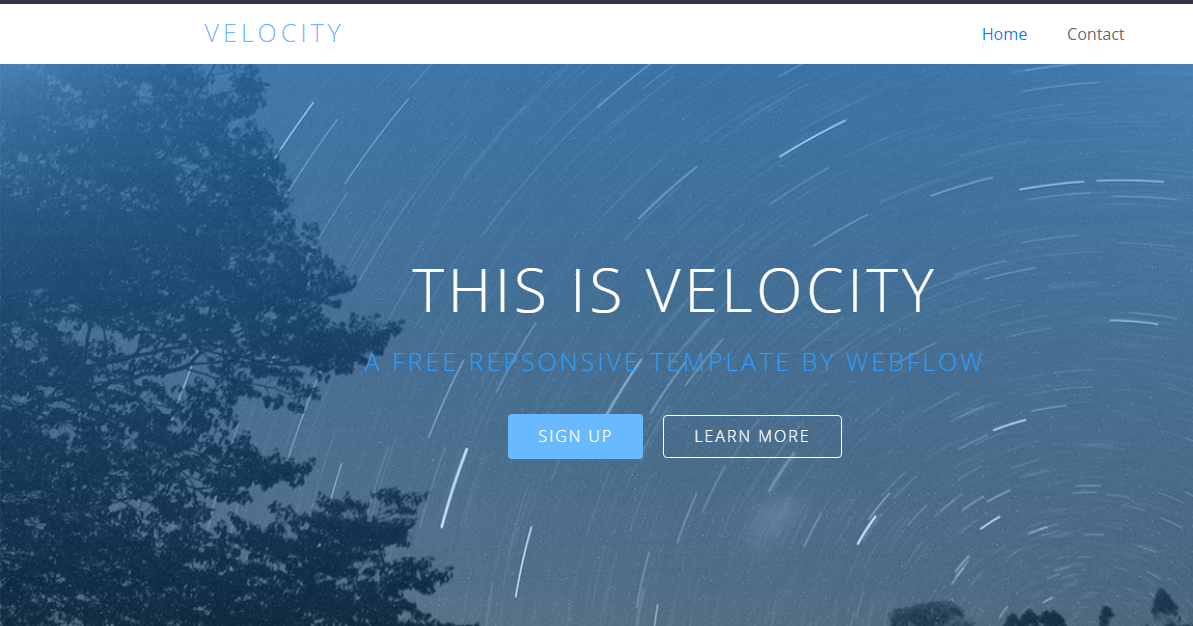 VELOCITY
Home
Contact
THIS IS VELOCITY
A FREE REPSONSIVE TEMPLATE BY WEBFLOW
SIGN UP
LEARN MORE